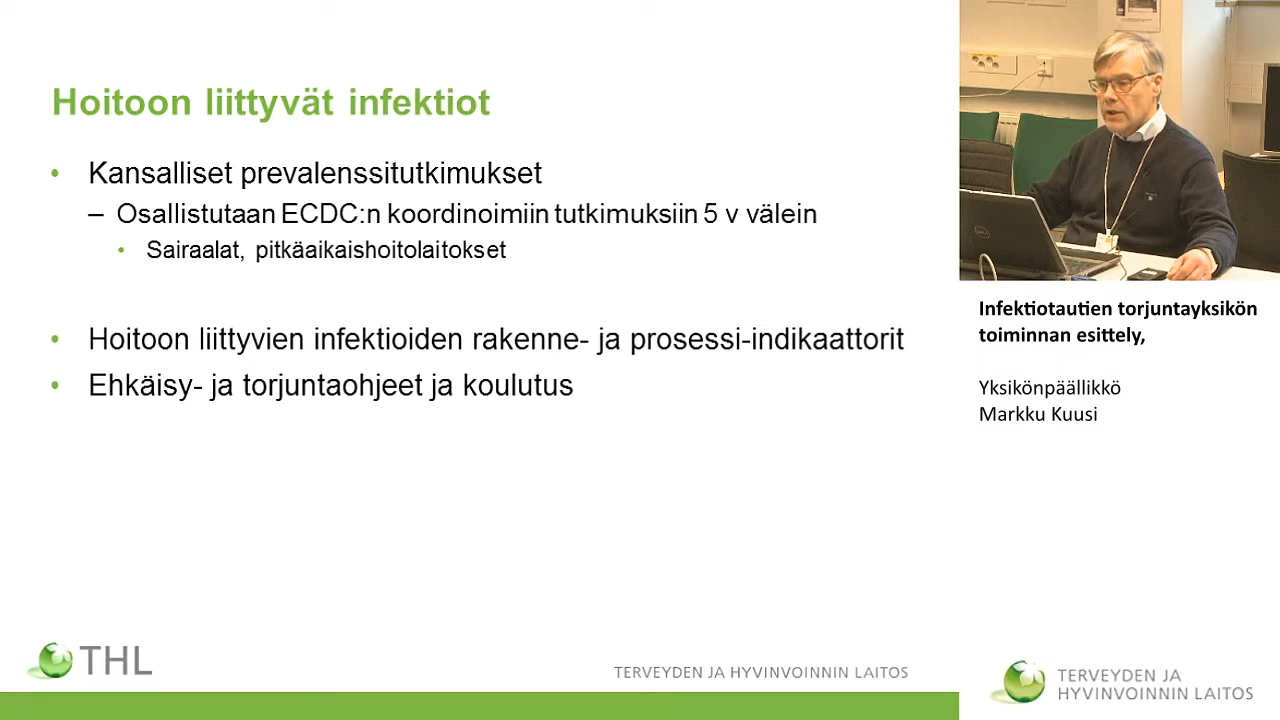 Hoitoon liittyvät infektiot
• Kansalliset prevalenssitutkimukset
– Osallistutaan ECDC:n koordinoimiin tutkimuksiin 5 v välein
• Sairaalat, pitkäaikaishoitolaitokset
• Hoitoon liittyvien infektioiden rakenne- ja prosessi-indikaattorit
• Ehkäisy- ja torjuntaohjeet ja koulutus
Infektiotautien torjuntayksikön
toiminnan esittely,
Yksikönpäällikkö
Markku Kuusi
THL
TERVEYDEN JA HYVINVOINNIN LAITOS
TERVEYDEN JA
HYVINVOINNIN LAITOS